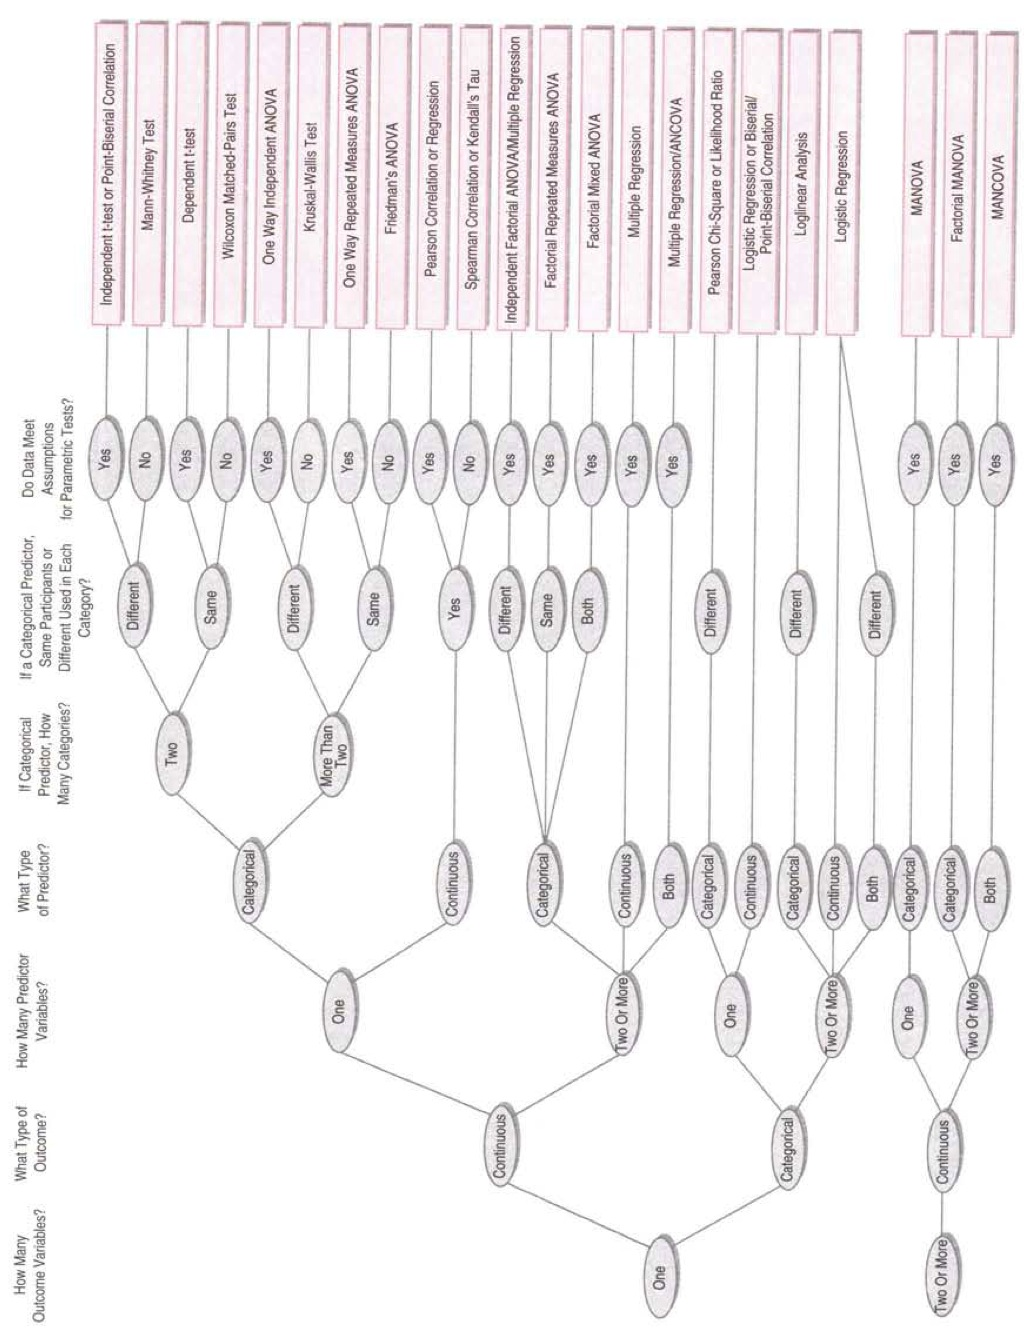 How Many
Outcome Variables?
What Type of
Outcome?
How Many Predictor
Variables?
What Type
of Predictor?
If Categorical
Predictor, How
Many Categories?
If a Categorical Predictor,
Same Participants or
Different Used in Each
Category?
Do Data Meet
Assumptions
for Parametric Tests?
One
Two Or More
Continuous
Categorical
Continuous
One
Two Or More
One
Two Or More
One
Two Or More
Categorical
Continuous
Categorical
Continuous
Both
Categorical
Continuous
Categorical
Continuous
Both
Categorical
Categorical
Both
Two
More Than
Two
Different
Same
Different
Same
Yes
Different
Same
Both
Different
Different
Different
Yes
No
Yes
No
Yes
No
Yes
No
Yes
No
Yes
Yes
Yes
Yes
Yes
Yes
Yes
Yes
Independent t-test or Point-Biserial Correlation
Mann-Whitney Test
Dependent t-test
Wilcoxon Matched-Pairs Test
One Way Independent ANOVA
Kruskal-Wallis Test
One Way Repeated Measures ANOVA
Friedman's ANOVA
Pearson Correlation or Regression
Spearman Correlation or Kendall's Tau
Independent Factorial ANOVA/Multiple Regression
Factorial Repeated Measures ANOVA
Factorial Mixed ANOVA
Multiple Regression
Multiple Regression/ANCOVA
Pearson Chi-Square or Likelihood Ratio
Logistic Regression or Biserial/
Point-Biserial Correlation
Loglinear Analysis
Logistic Regression
MANOVA
Factorial MANOVA
MANCOVA